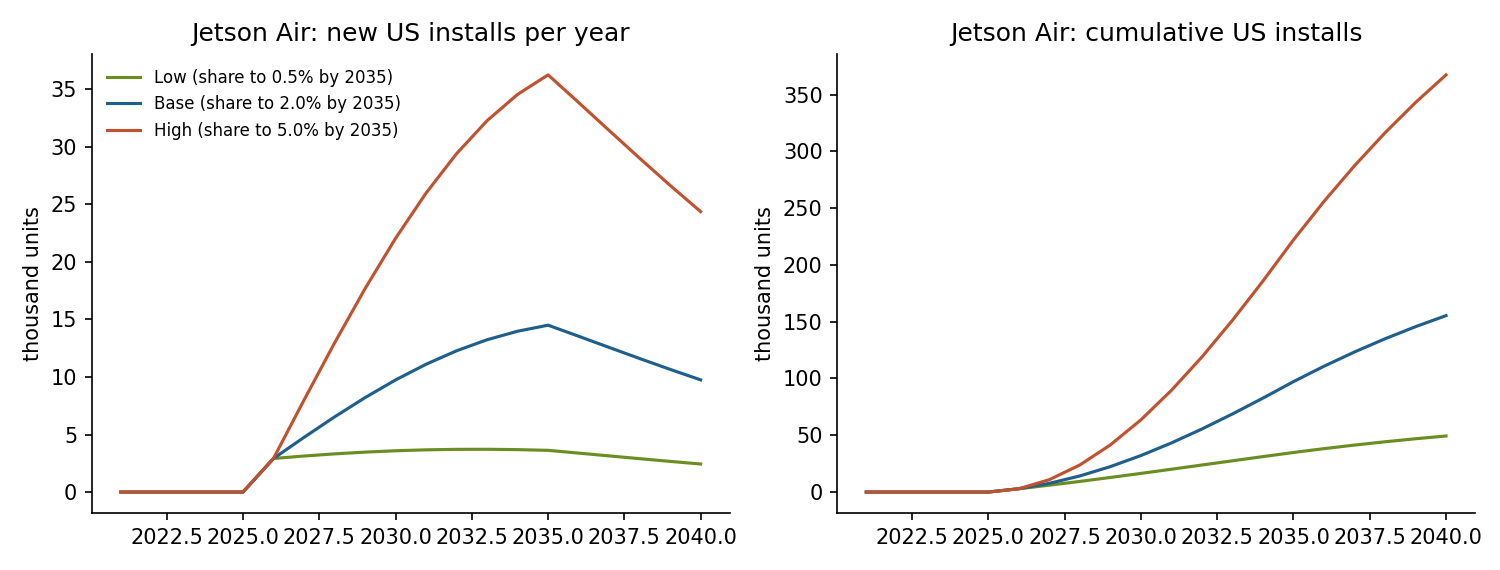 Jetson Air: new US installs per year
thousand units
35
30
25
20
15
10
5
0
Low (share to 0.5% by 2035)
Base (share to 2.0% by 2035)
High (share to 5.0% by 2035)
2022.5 2025.0 2027.5 2030.0 2032.5 2035.0 2037.5 2040.0
Jetson Air: cumulative US installs
thousand units
350
300
250
200
150
100
50
0
2022.5 2025.0 2027.5 2030.0 2032.5 2035.0 2037.5 2040.0